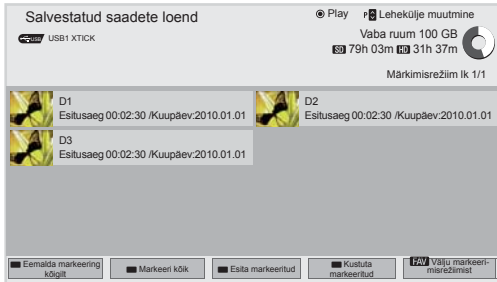 Salvestatud saadete loend
Play
P Lehekülje muutmine
USB USB1 XTICK
Vaba ruum 100 GB
SD 79h 03m HD 31h 37m
Märkimisrežiim lk 1/1
D1
Esitusaeg 00:02:30 /Kuupäev:2010.01.01
D2
Esitusaeg 00:02:30 /Kuupäev:2010.01.01
D3
Esitusaeg 00:02:30 /Kuupäev:2010.01.01
Eemalda markeering
kõigilt
Markeeri kõik
Esita markeeritud
Kustuta
markeeritud
FAV Välju markeeri-
misrežiimist